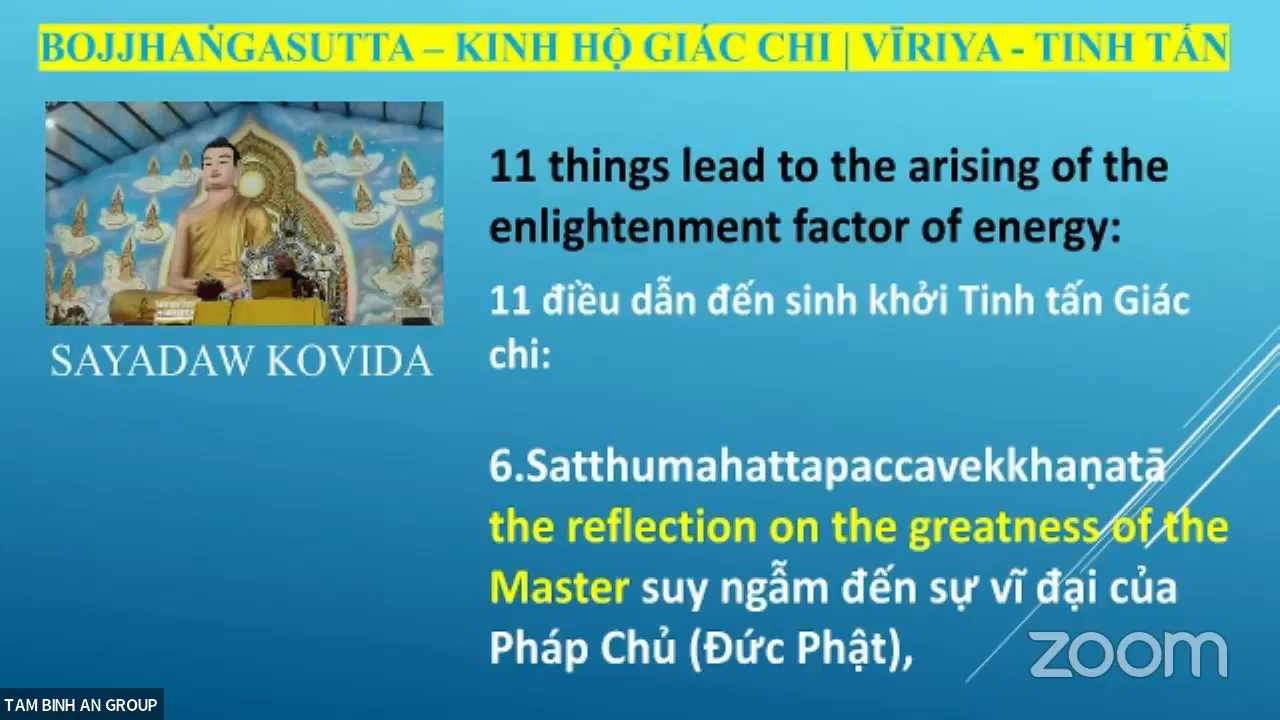 BOJJHAṄGASUTTA – KINH HỘ GIÁC CHI | VĪRIYA - TINH TẤN
SAYADAW KOVIDA
11 things lead to the arising of the
enlightenment factor of energy:
11 điều dẫn đến sinh khởi Tinh tấn Giác
chi:
6.Satthumahattapaccavekkhaṇatā
the reflection on the greatness of the
Master suy ngẫm đến sự vĩ đại của
Pháp Chủ (Đức Phật),
zoom
TAM BINH AN GROUP